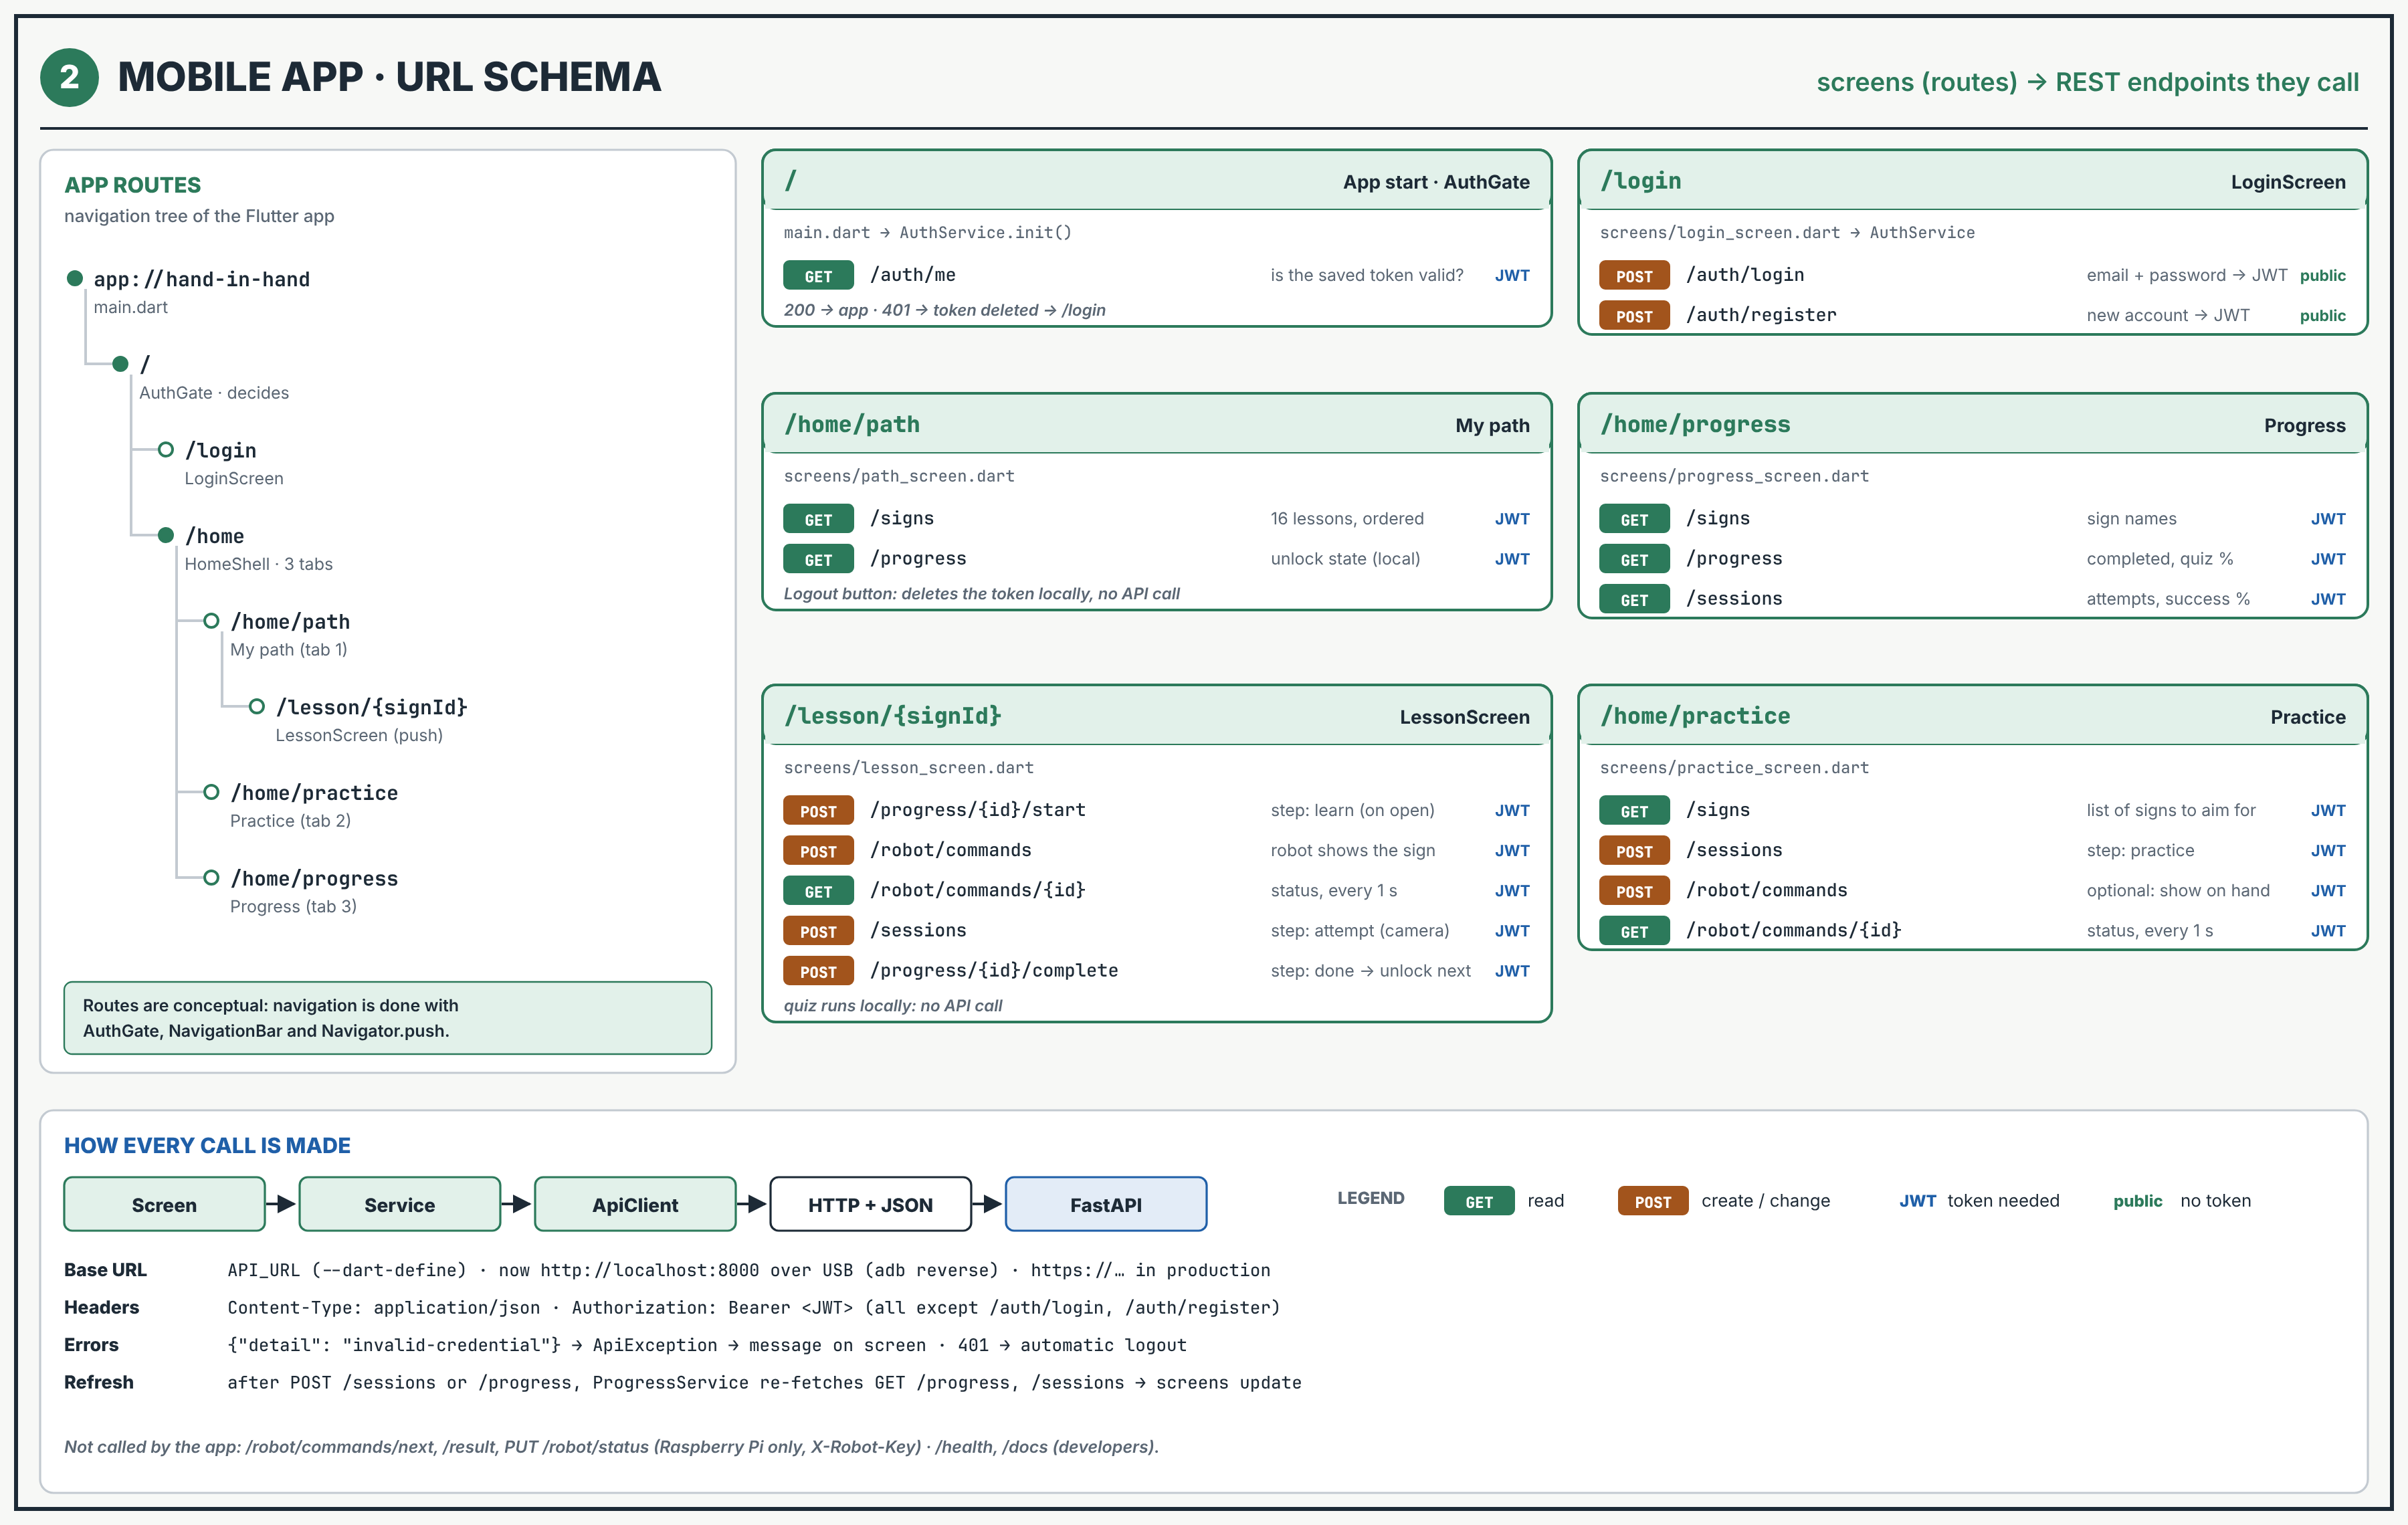 2 MOBILE APP · URL SCHEMA
screens (routes) → REST endpoints they call
APP ROUTES
navigation tree of the Flutter app
app://hand-in-hand
main.dart
/
AuthGate · decides
/login
LoginScreen
/home
HomeShell · 3 tabs
/home/path
My path (tab 1)
/lesson/{signId}
LessonScreen (push)
/home/practice
Practice (tab 2)
/home/progress
Progress (tab 3)
Routes are conceptual: navigation is done with
AuthGate, NavigationBar and Navigator.push.
/ App start · AuthGate
main.dart → AuthService.init()
GET /auth/me is the saved token valid? JWT
200 → app · 401 → token deleted → /login
/login LoginScreen
screens/login_screen.dart → AuthService
POST /auth/login email + password → JWT public
POST /auth/register new account → JWT public
/home/path My path
screens/path_screen.dart
GET /signs 16 lessons, ordered JWT
GET /progress unlock state (local) JWT
Logout button: deletes the token locally, no API call
/home/progress Progress
screens/progress_screen.dart
GET /signs sign names JWT
GET /progress completed, quiz % JWT
GET /sessions attempts, success % JWT
/lesson/{signId} LessonScreen
screens/lesson_screen.dart
POST /progress/{id}/start step: learn (on open) JWT
POST /robot/commands robot shows the sign JWT
GET /robot/commands/{id} status, every 1 s JWT
POST /sessions step: attempt (camera) JWT
POST /progress/{id}/complete step: done → unlock next JWT
quiz runs locally: no API call
/home/practice Practice
screens/practice_screen.dart
GET /signs list of signs to aim for JWT
POST /sessions step: practice JWT
POST /robot/commands optional: show on hand JWT
GET /robot/commands/{id} status, every 1 s JWT
HOW EVERY CALL IS MADE
Screen Service ApiClient HTTP + JSON FastAPI
LEGEND GET read POST create / change JWT token needed public no token
Base URL API_URL (--dart-define) · now http://localhost:8000 over USB (adb reverse) · https://… in production
Headers Content-Type: application/json · Authorization: Bearer <JWT> (all except /auth/login, /auth/register)
Errors {"detail": "invalid-credential"} → ApiException → message on screen · 401 → automatic logout
Refresh after POST /sessions or /progress, ProgressService re-fetches GET /progress, /sessions → screens update
Not called by the app: /robot/commands/next, /result, PUT /robot/status (Raspberry Pi only, X-Robot-Key) · /health, /docs (developers).